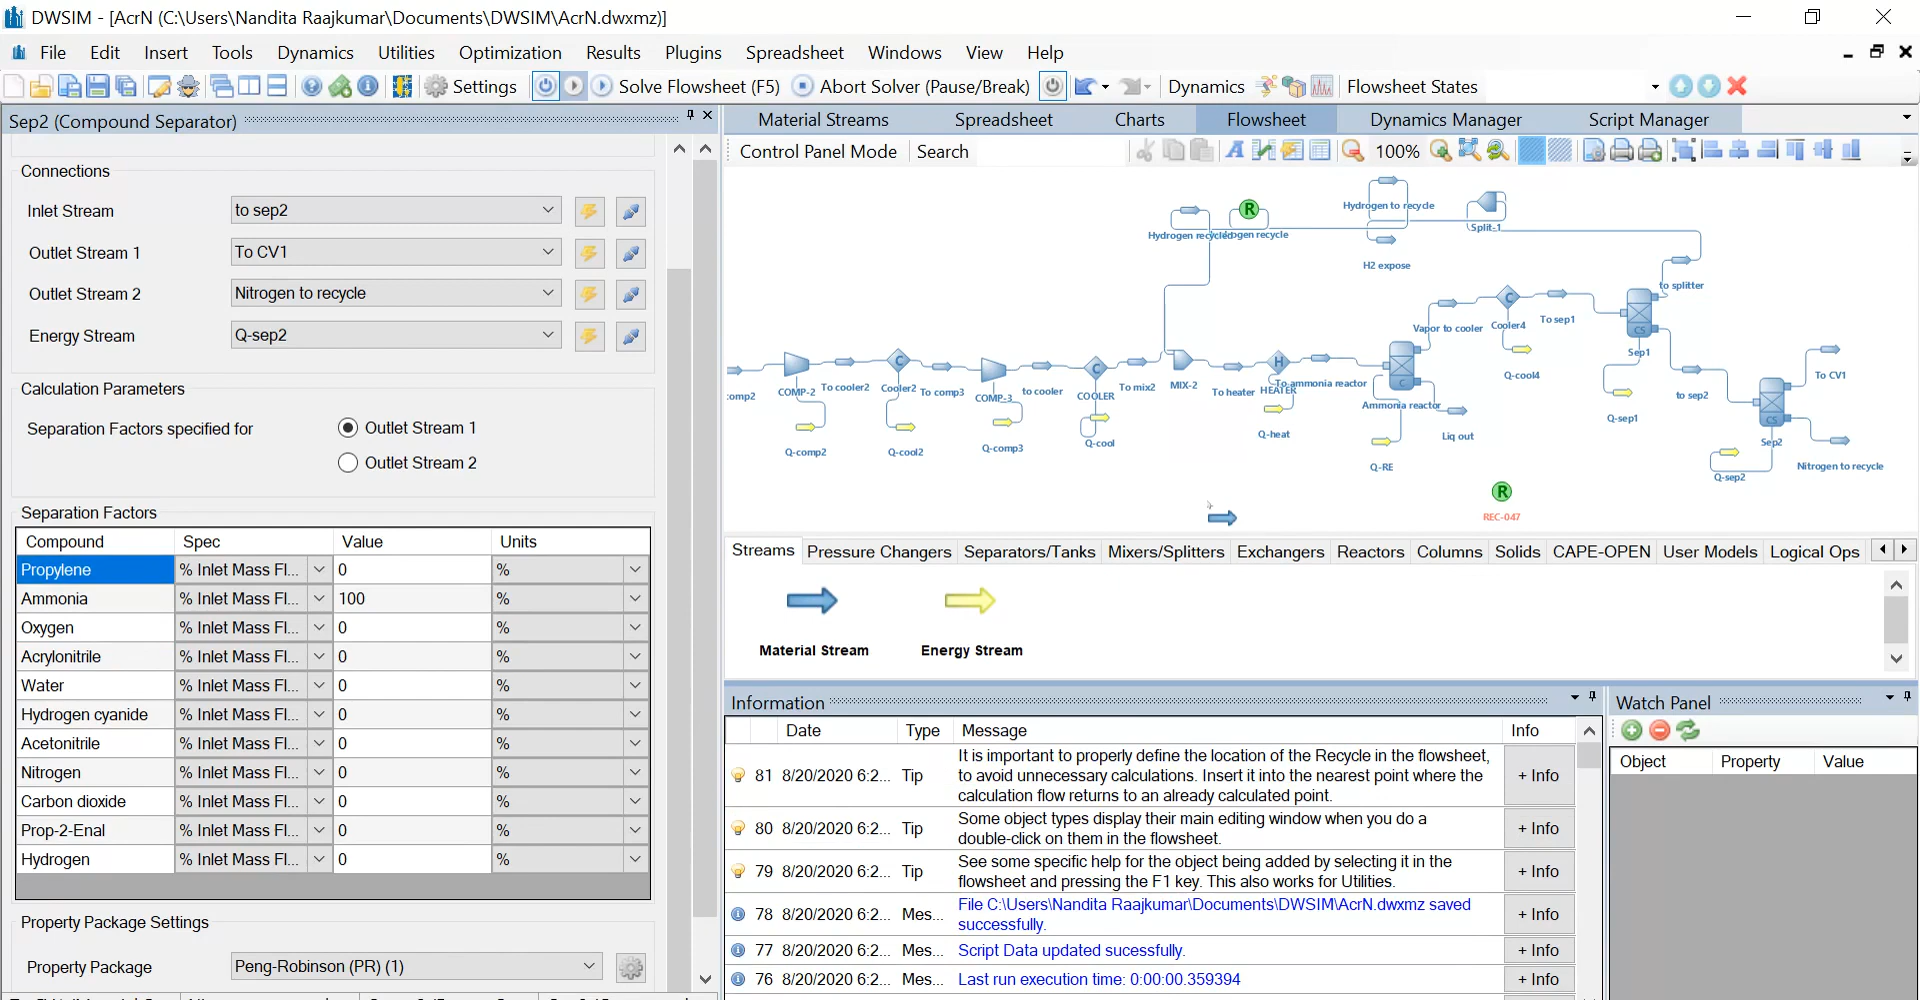 DWSIM - [AcrN (C:\Users\Nandita Raajkumar\Documents\DWSIM\AcrN.dwxmz)]
File Edit Insert Tools Dynamics Utilities Optimization Results Plugins Spreadsheet Windows View Help
Settings Solve Flowsheet (F5) Abort Solver (Pause/Break) Dynamics Flowsheet States
Sep2 (Compound Separator)
Connections
Inlet Stream to sep2
Outlet Stream 1 To CV1
Outlet Stream 2 Nitrogen to recycle
Energy Stream Q-sep2
Calculation Parameters
Separation Factors specified for Outlet Stream 1
Outlet Stream 2
Separation Factors
Compound Spec Value Units
Propylene % Inlet Mass Fl... 0 %
Ammonia % Inlet Mass Fl... 100 %
Oxygen % Inlet Mass Fl... 0 %
Acrylonitrile % Inlet Mass Fl... 0 %
Water % Inlet Mass Fl... 0 %
Hydrogen cyanide % Inlet Mass Fl... 0 %
Acetonitrile % Inlet Mass Fl... 0 %
Nitrogen % Inlet Mass Fl... 0 %
Carbon dioxide % Inlet Mass Fl... 0 %
Prop-2-Enal % Inlet Mass Fl... 0 %
Hydrogen % Inlet Mass Fl... 0 %
Property Package Settings
Property Package Peng-Robinson (PR) (1)
Material Streams Spreadsheet Charts Flowsheet Dynamics Manager Script Manager
Control Panel Mode Search 100%
Hydrogen to recycle
R
Split-1
Hydrogen recycled
ogen recycle
H2 expose
to splitter
Vapor to cooler
Cooler4
C
To sep1
CS
Sep1
Q-cool4
Q-sep1
to sep2
To CV1
CS
Sep2
Nitrogen to recycle
Q-sep2
omp2
COMP-2
To cooler2
C
Cooler2
To comp3
COMP-3
to cooler
C
COOLER
To mix2
MIX-2
To heater
H
HEATER
To ammonia reactor
C
Ammonia reactor
Liq out
Q-comp2
Q-cool2
Q-comp3
Q-cool
Q-heat
Q-RE
R
REC-047
Streams Pressure Changers Separators/Tanks Mixers/Splitters Exchangers Reactors Columns Solids CAPE-OPEN User Models Logical Ops
Material Stream Energy Stream
Information
Date Type Message Info
81 8/20/2020 6:2... Tip It is important to properly define the location of the Recycle in the flowsheet, + Info
to avoid unnecessary calculations. Insert it into the nearest point where the
calculation flow returns to an already calculated point.
80 8/20/2020 6:2... Tip Some object types display their main editing window when you do a + Info
double-click on them in the flowsheet.
79 8/20/2020 6:2... Tip See some specific help for the object being added by selecting it in the + Info
flowsheet and pressing the F1 key. This also works for Utilities.
78 8/20/2020 6:2... Mes... File C:\Users\Nandita Raajkumar\Documents\DWSIM\AcrN.dwxmz saved + Info
successfully.
77 8/20/2020 6:2... Mes... Script Data updated sucessfully. + Info
76 8/20/2020 6:2... Mes... Last run execution time: 0:00:00.359394 + Info
Watch Panel
Object Property Value